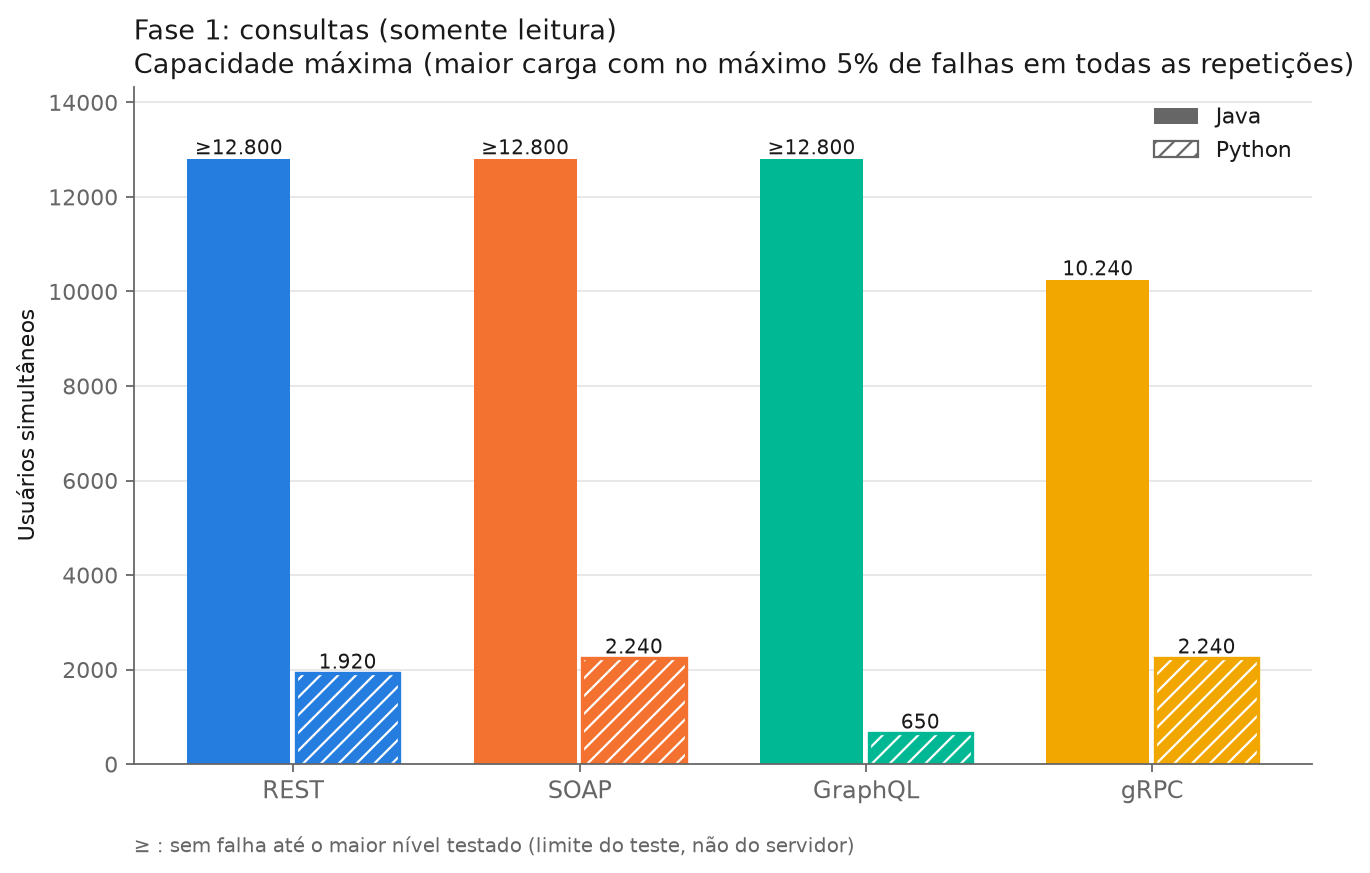 Fase 1: consultas (somente leitura)
Capacidade máxima (maior carga com no máximo 5% de falhas em todas as repetições)
Java
Python
Usuários simultâneos
14000
12000
10000
8000
6000
4000
2000
0
≥12.800
1.920
≥12.800
2.240
≥12.800
650
10.240
2.240
REST
SOAP
GraphQL
gRPC
≥ : sem falha até o maior nível testado (limite do teste, não do servidor)